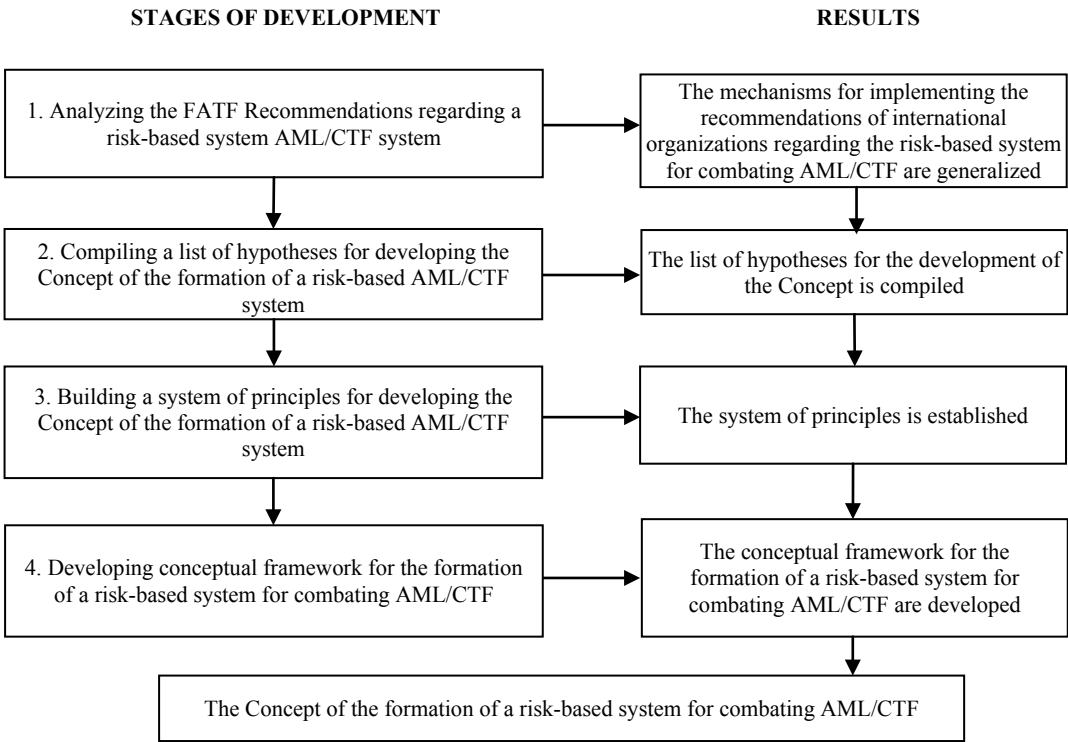 STAGES OF DEVELOPMENT
RESULTS
1. Analyzing the FATF Recommendations regarding a
risk-based system AML/CTF system
The mechanisms for implementing the
recommendations of international
organizations regarding the risk-based system
for combating AML/CTF are generalized
2. Compiling a list of hypotheses for developing the
Concept of the formation of a risk-based AML/CTF
system
The list of hypotheses for the development of
the Concept is compiled
3. Building a system of principles for developing the
Concept of the formation of a risk-based AML/CTF
system
The system of principles is established
4. Developing conceptual framework for the formation
of a risk-based system for combating AML/CTF
The conceptual framework for the
formation of a risk-based system for
combating AML/CTF are developed
The Concept of the formation of a risk-based system for combating AML/CTF